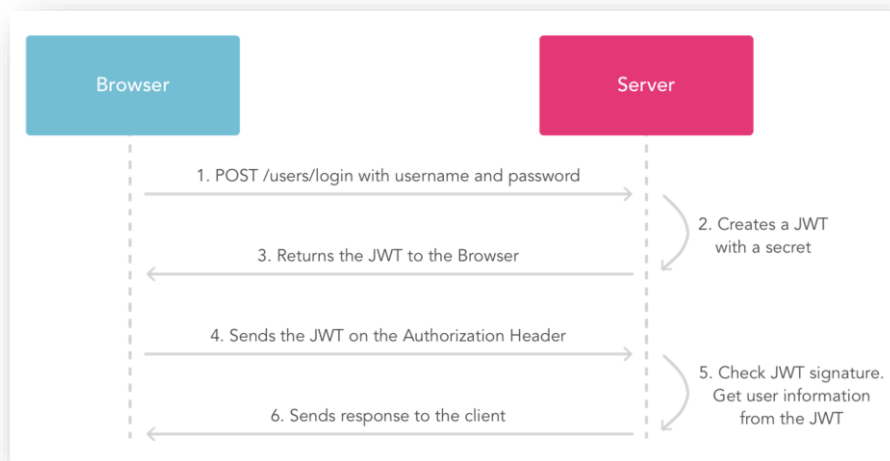 Browser
Server
1. POST /users/login with username and password
2. Creates a JWT
with a secret
3. Returns the JWT to the Browser
4. Sends the JWT on the Authorization Header
5. Check JWT signature.
Get user information
from the JWT
6. Sends response to the client